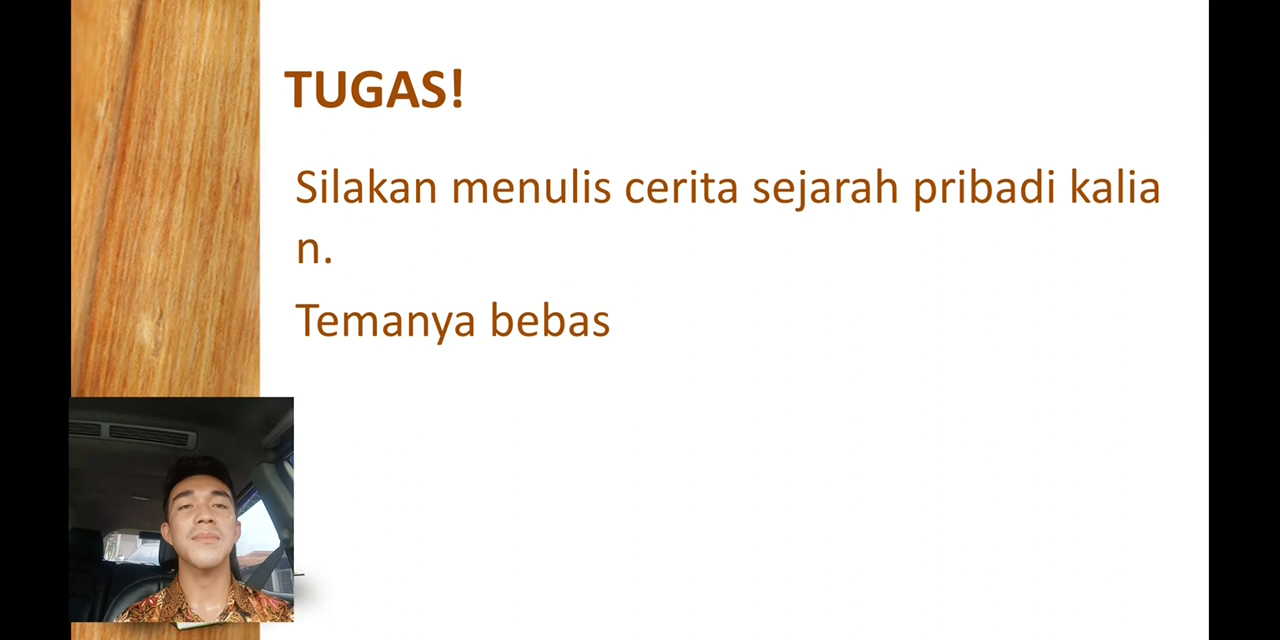 TUGAS!
Silakan menulis cerita sejarah pribadi kalia
n.
Temanya bebas